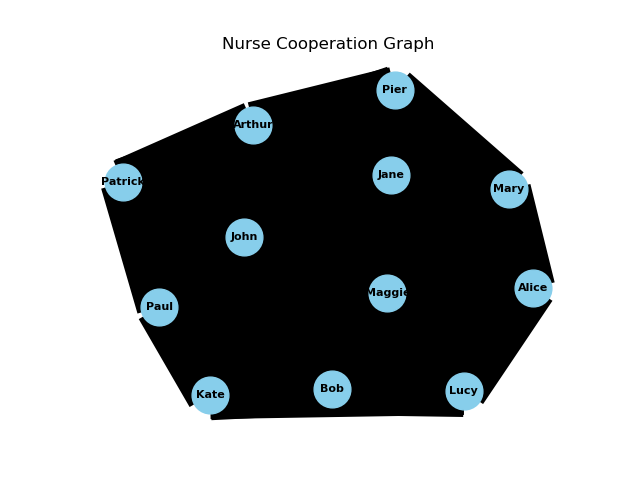 Nurse Cooperation Graph
Pier
Arthur
Jane
Patrick
Mary
John
Alice
Maggie
Paul
Bob
Lucy
Kate